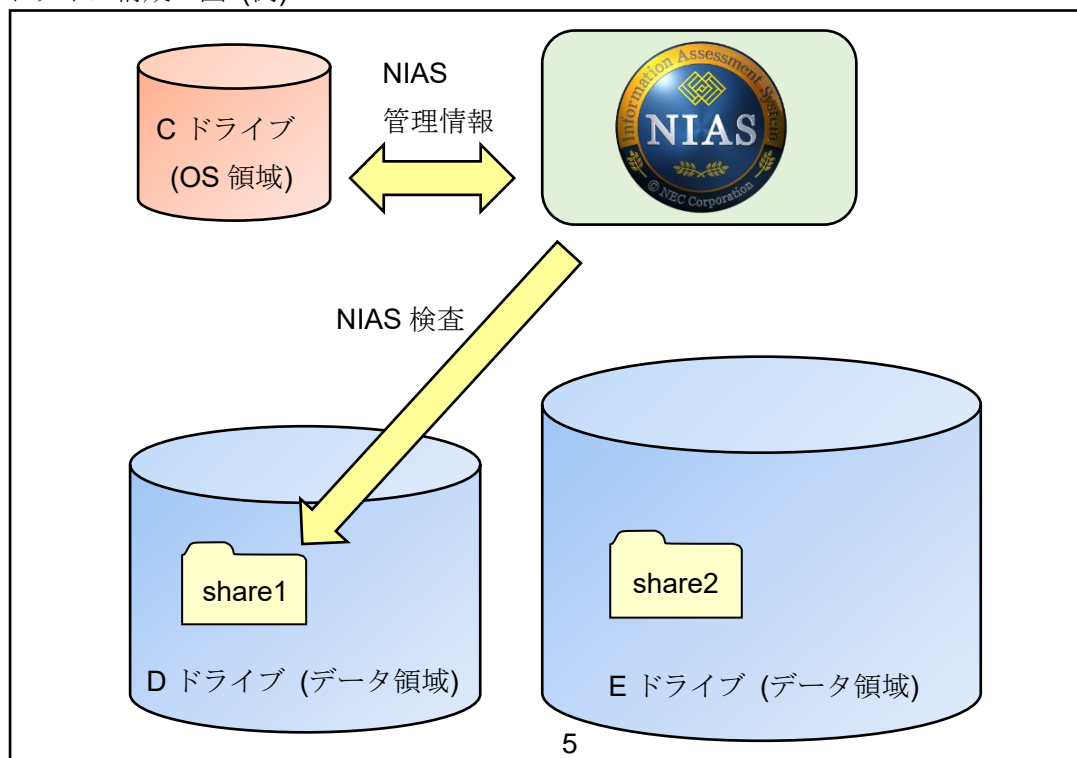 NIAS
管理情報
C ドライブ
(OS 領域)
Information Assessment System
NIAS
© NEC Corporation
NIAS 検査
share1
share2
D ドライブ (データ領域)
E ドライブ (データ領域)
5